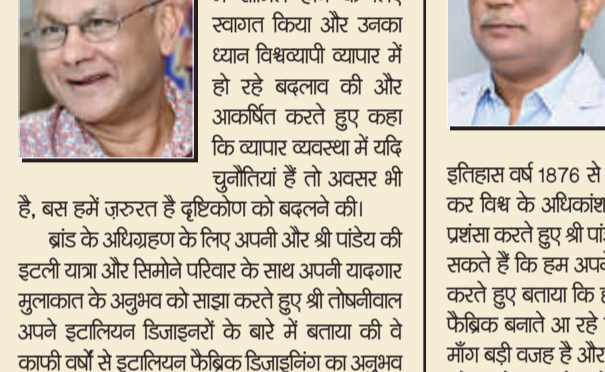 स्वागत किया और उनका
ध्यान विश्वव्यापी व्यापार में
हो रहे बदलाव की और
आकर्षित करते हुए कहा
कि व्यापार व्यवस्था में यदि
चुनौतियां हैं तो अवसर भी
है, बस हमें ज़रुरत है दृष्टिकोण को बदलने की।
ब्रांड के अधिग्रहण के लिए अपनी और श्री पांडेय की
इटली यात्रा और सिमोने परिवार के साथ अपनी यादगार
मुलाकात के अनुभव को साझा करते हुए श्री तोषनीवाल
अपने इटालियन डिजाइनरों के बारे में बताया की वे
काफी वर्षों से इटालियन फैब्रिक डिजाइनिंग का अनुभव
इतिहास वर्ष 1876 से
कर विश्व के अधिकांश
प्रशंसा करते हुए श्री
सकते हैं कि हम
करते हुए बताया कि
फैब्रिक बनाते आ रहे
माँग बड़ी वजह है और